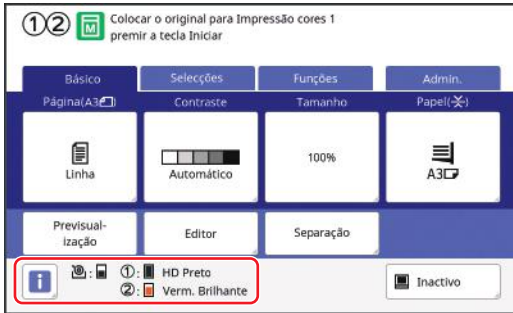 ①② M Colocar o original para Impressão cores 1
premir a tecla Iniciar
Básico Selecções Funções Admin.
Página(A3) Contraste Tamanho Papel()
Linha Automático 100% A3
Previsual-
ização Editor Separação
i : ①: HD Preto
②: Verm. Brilhante
Inactivo